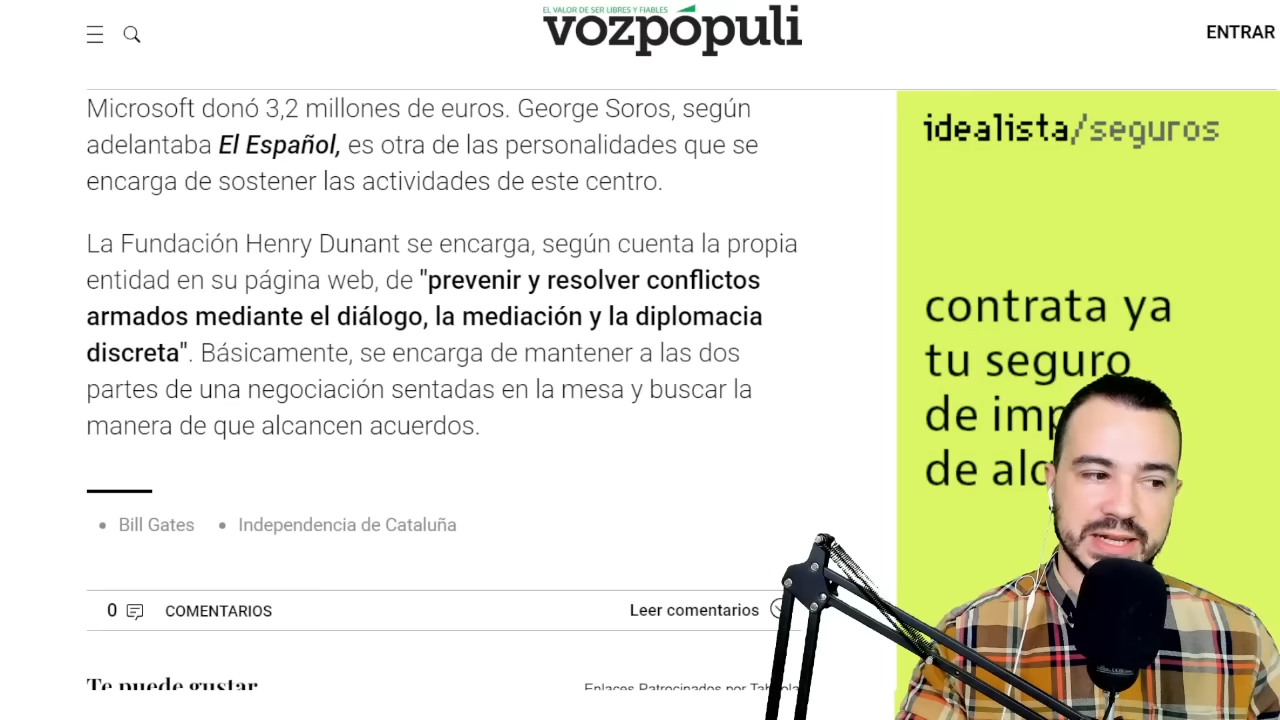 EL VALOR DE SER LIBRES Y FIABLES
vozpópuli
ENTRAR
Microsoft donó 3,2 millones de euros. George Soros, según
adelantaba El Español, es otra de las personalidades que se
encarga de sostener las actividades de este centro.
La Fundación Henry Dunant se encarga, según cuenta la propia
entidad en su página web, de "prevenir y resolver conflictos
armados mediante el diálogo, la mediación y la diplomacia
discreta". Básicamente, se encarga de mantener a las dos
partes de una negociación sentadas en la mesa y buscar la
manera de que alcancen acuerdos.
• Bill Gates • Independencia de Cataluña
0 COMENTARIOS
Leer comentarios
Te puede gustar
Enlaces Patrocinados por
idealista/seguros
contrata ya
tu seguro
de
de